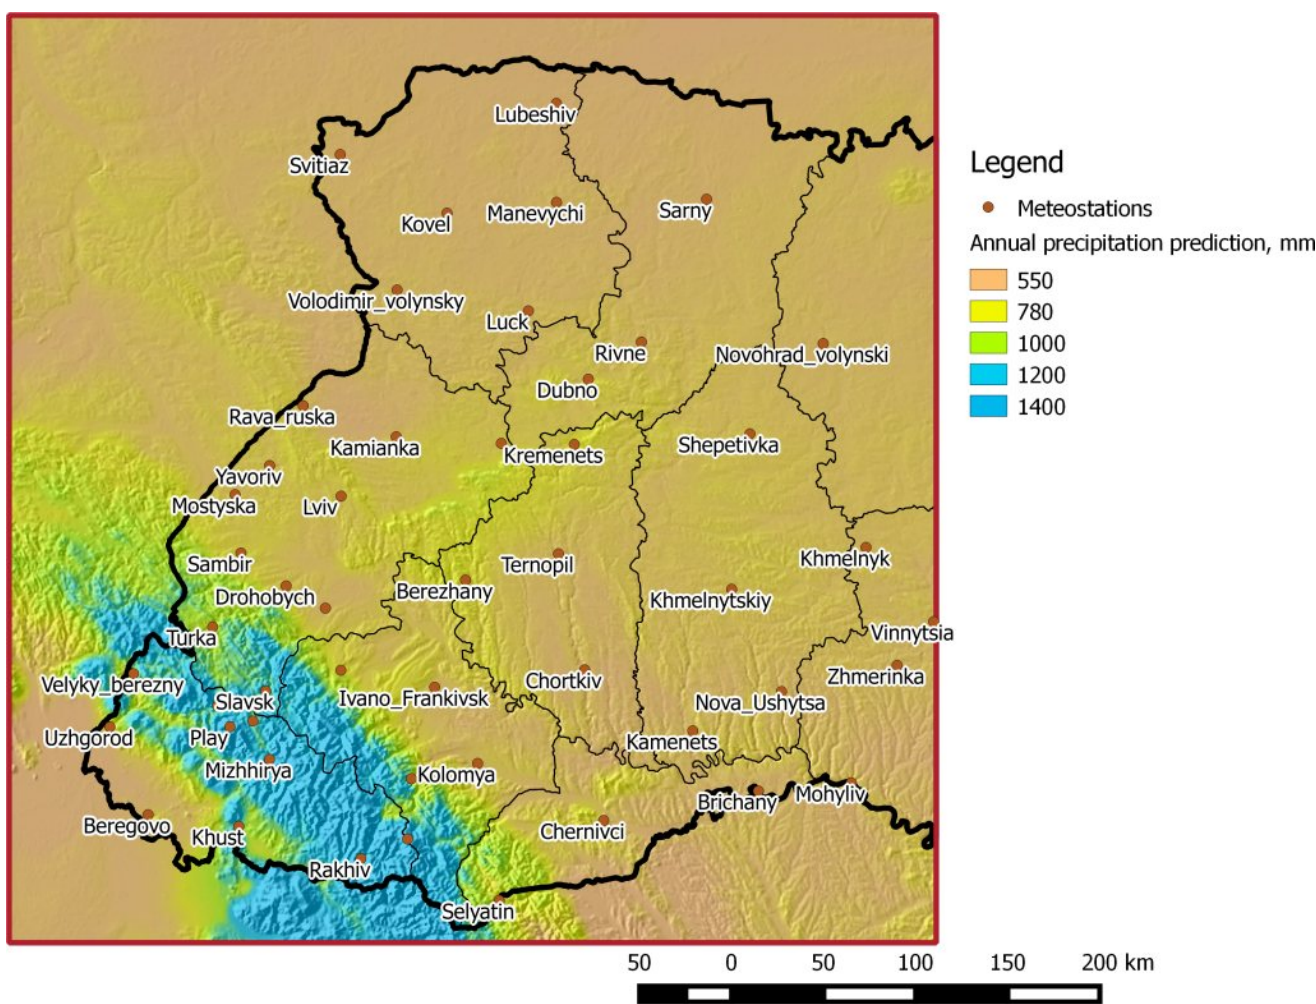 Lubeshiv
Svitiaz
Kovel
Manevychi
Sarny
Volodimir_volynsky
Luck
Rivne
Novohrad_volynski
Dubno
Rava_ruska
Kamianka
Kremenets
Shepetivka
Yavoriv
Mostyska
Lviv
Sambir
Ternopil
Khmelnyk
Drohobych
Berezhany
Khmelnytskiy
Turka
Vinnytsia
Velyky_berezny
Slavsk
Ivano_Frankivsk
Chortkiv
Zhmerinka
Nova_Ushytsa
Uzhgorod
Play
Kamenets
Mizhhirya
Kolomya
Brichany
Mohyliv
Beregovo
Khust
Chernivci
Rakhiv
Selyatin
Legend
Meteostations
Annual precipitation prediction, mm
550
780
1000
1200
1400
50 0 50 100 150 200 km